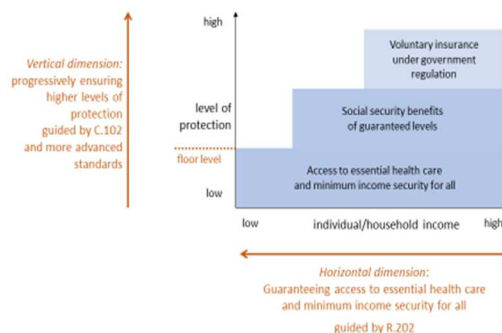 high
Vertical dimension:
progressively ensuring
higher levels of
protection
guided by C.102
and more advanced
standards
level of
protection
floor level
low
Voluntary insurance
under government
regulation
Social security benefits
of guaranteed levels
Access to essential health care
and minimum income security for all
low
individual/household income
high
Horizontal dimension:
Guaranteeing access to essential health care
and minimum income security for all
guided by R.202